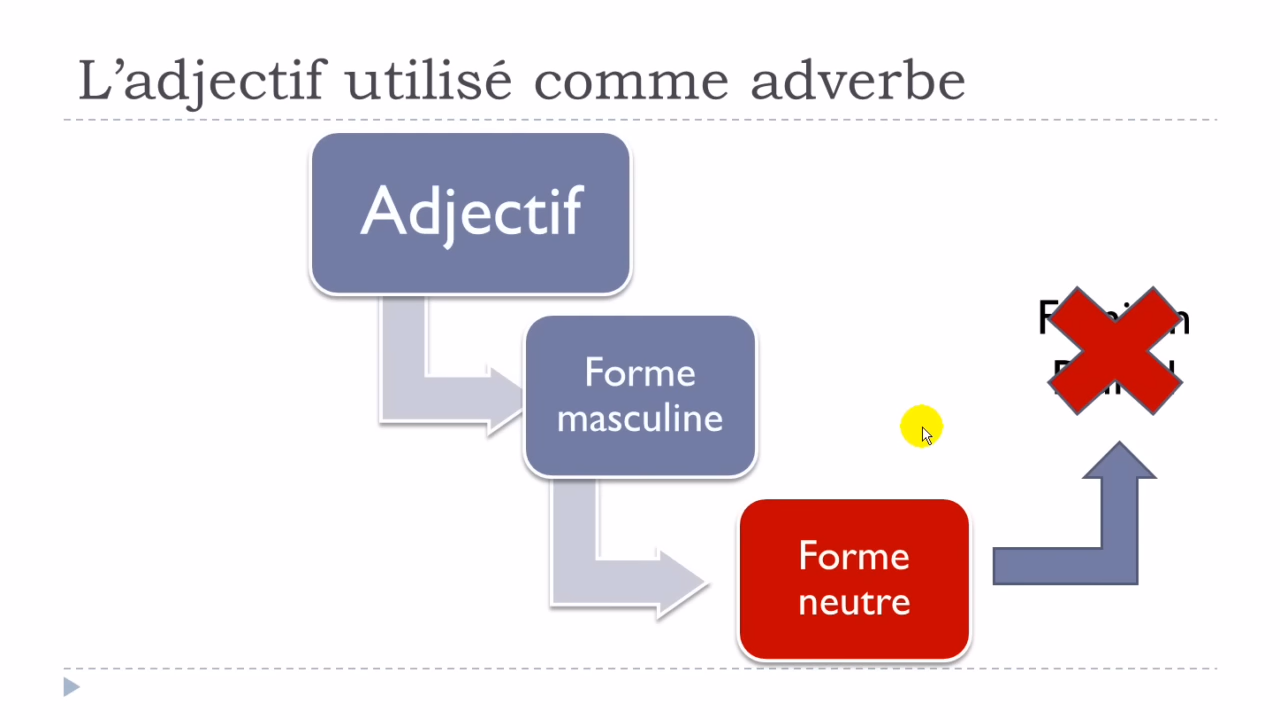 L’adjectif utilisé comme adverbe
Adjectif
Forme
masculine
Forme
neutre